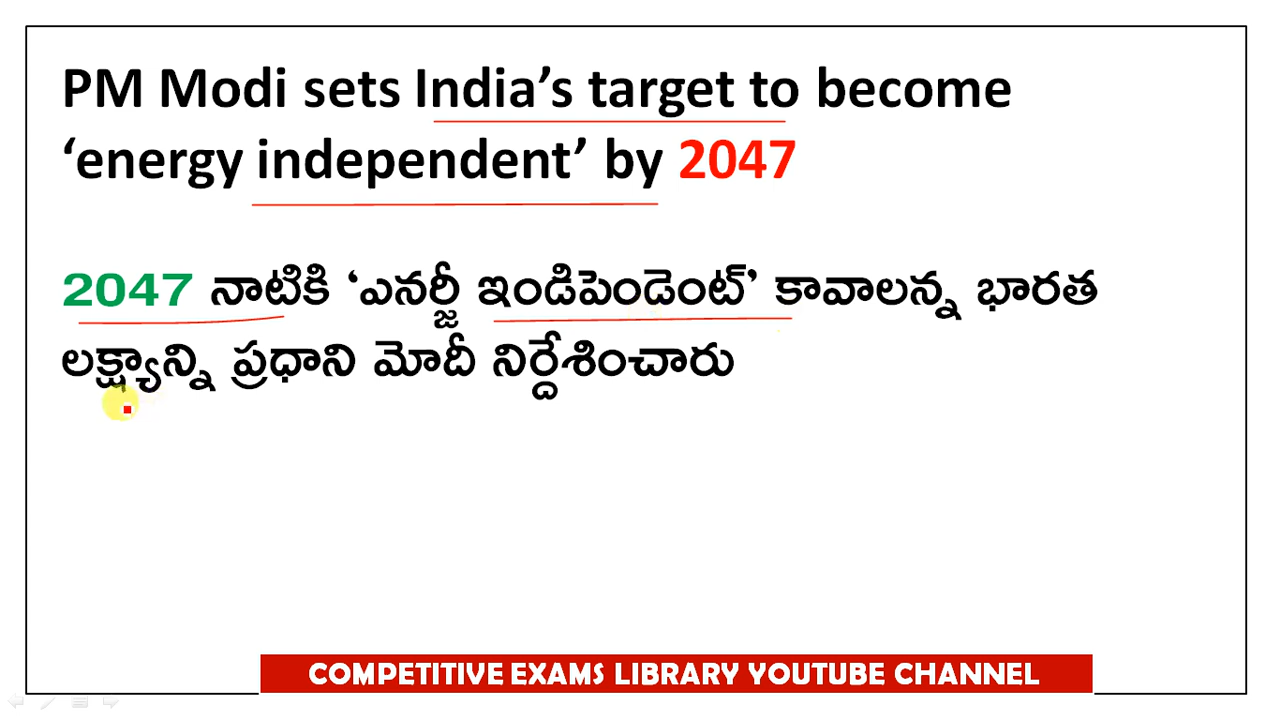 PM Modi sets India’s target to become
‘energy independent’ by 2047
2047 నాటికి ‘ఎనర్జీ ఇండిపెండెంట్’ కావాలన్న భారత
లక్ష్యాన్ని ప్రధాని మోదీ నిర్దేశించారు
COMPETITIVE EXAMS LIBRARY YOUTUBE CHANNEL